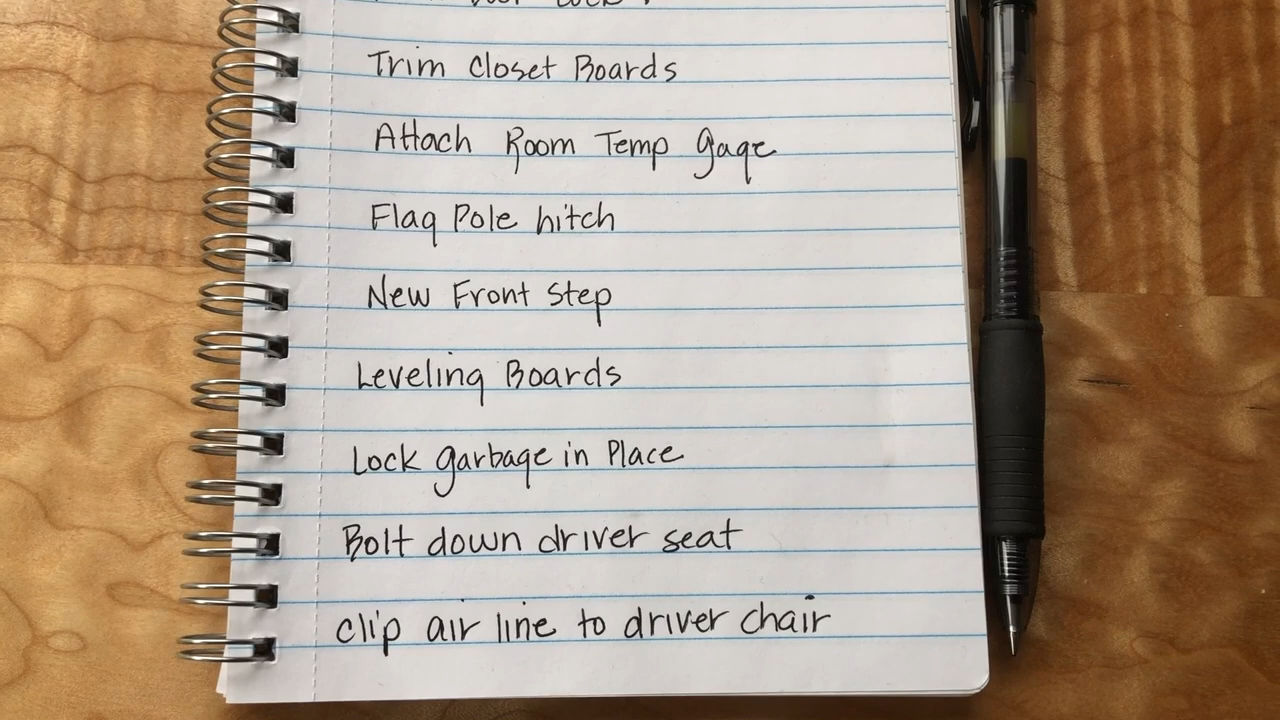 Trim Closet Boards
Attach Room Temp gage
Flag Pole hitch
New Front Step
Leveling Boards
Lock garbage in Place
Bolt down driver seat
clip air line to driver chair